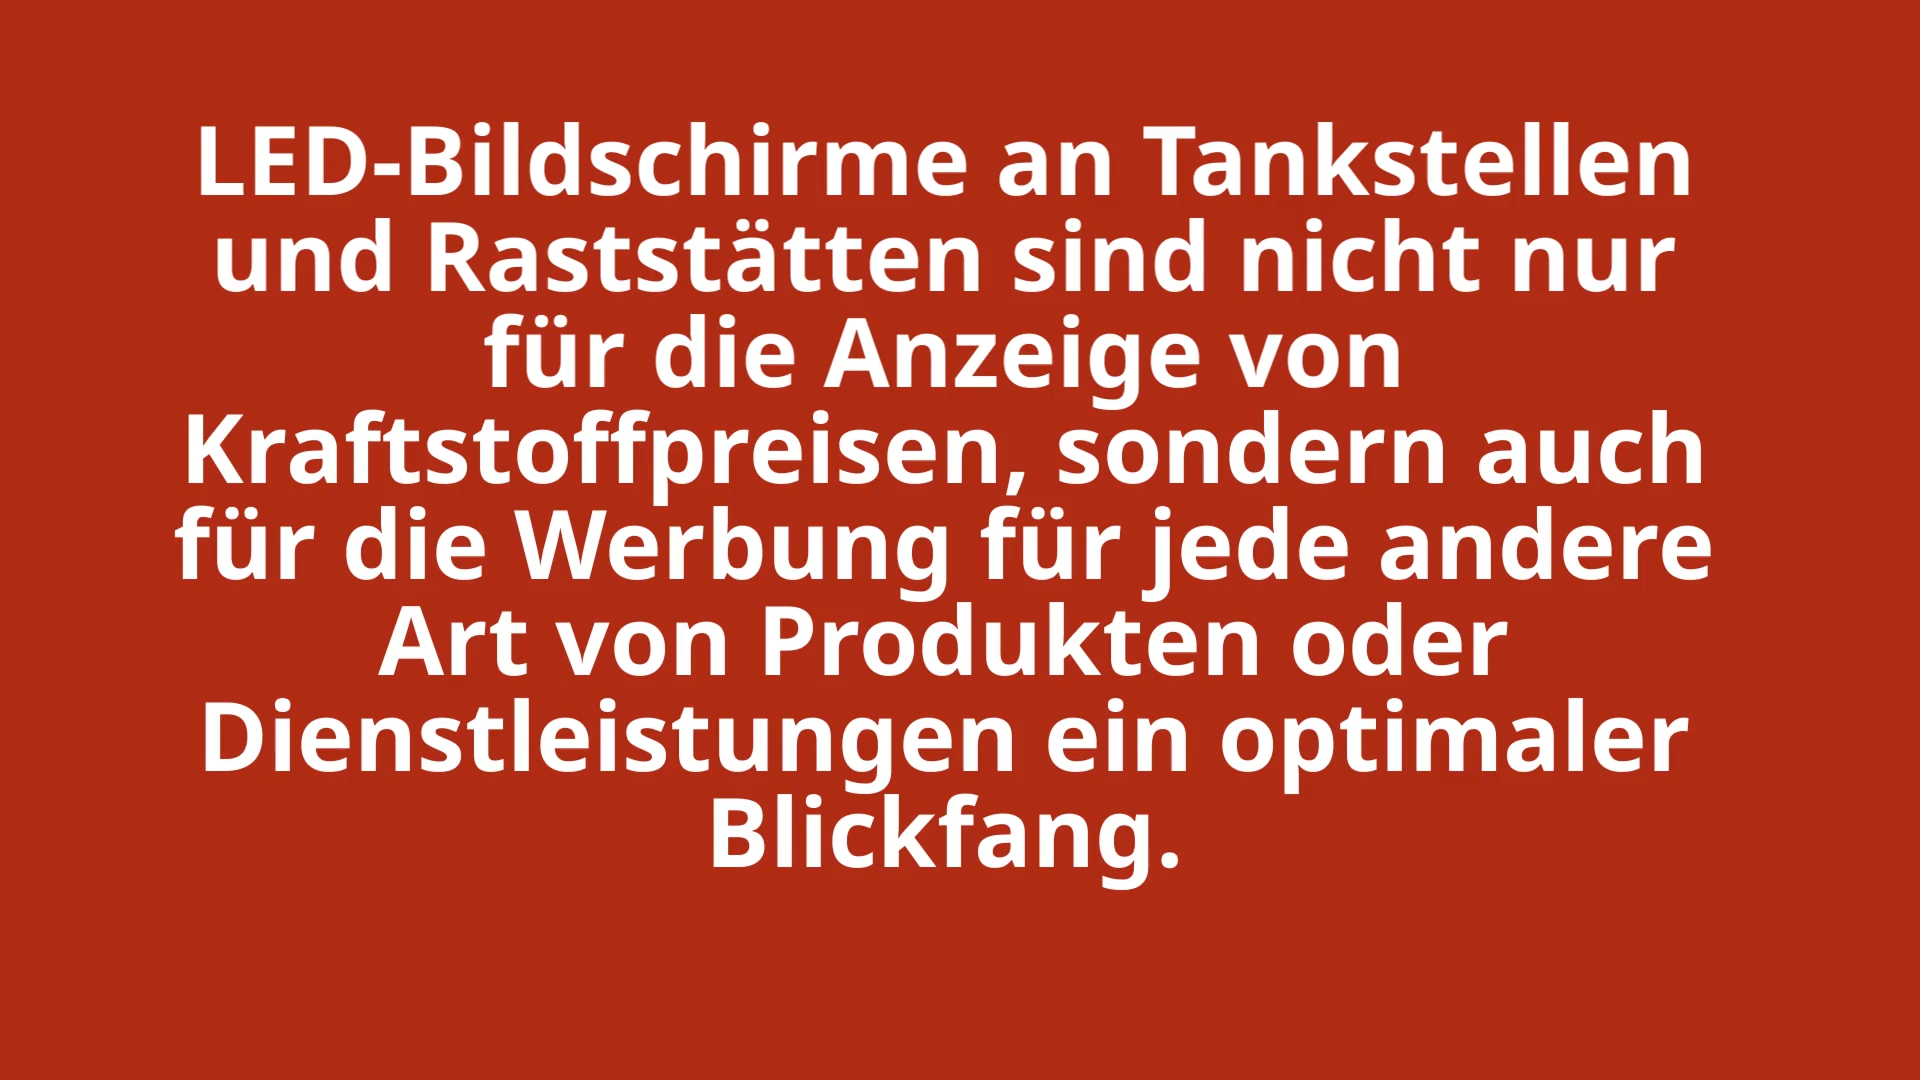 LED-Bildschirme an Tankstellen
und Raststätten sind nicht nur
für die Anzeige von
Kraftstoffpreisen, sondern auch
für die Werbung für jede andere
Art von Produkten oder
Dienstleistungen ein optimaler
Blickfang.